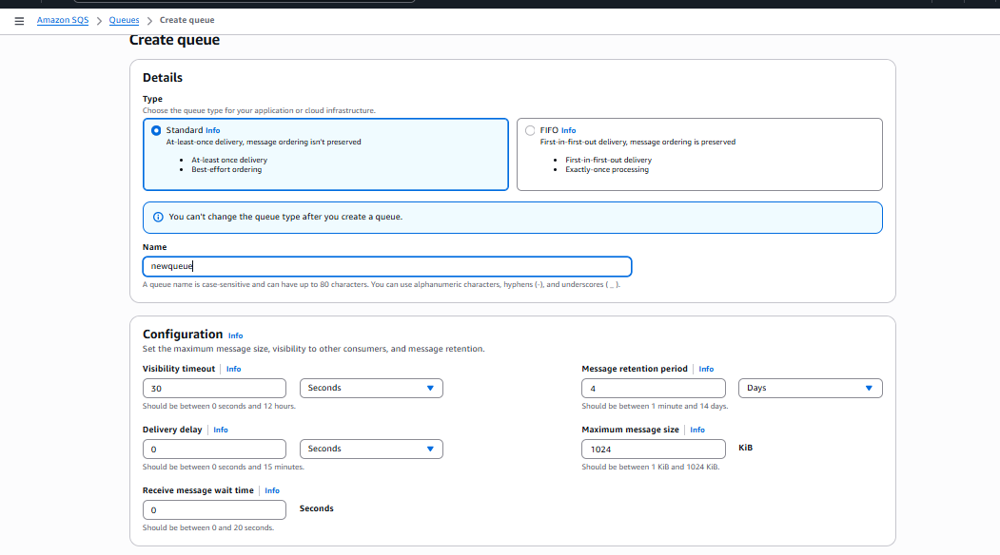 Amazon SQS > Queues > Create queue
Create queue
Details
Type
Choose the queue type for your application or cloud infrastructure.
Standard Info
At-least-once delivery, message ordering isn't preserved
• At-least once delivery
• Best-effort ordering
FIFO Info
First-in-first-out delivery, message ordering is preserved
• First-in-first-out delivery
• Exactly-once processing
You can't change the queue type after you create a queue.
Name
newqueue
A queue name is case-sensitive and can have up to 80 characters. You can use alphanumeric characters, hyphens (-), and underscores ( _ ).
Configuration Info
Set the maximum message size, visibility to other consumers, and message retention.
Visibility timeout | Info
30 Seconds
Should be between 0 seconds and 12 hours.
Message retention period | Info
4 Days
Should be between 1 minute and 14 days.
Delivery delay | Info
0 Seconds
Should be between 0 seconds and 15 minutes.
Maximum message size | Info
1024 KiB
Should be between 1 KiB and 1024 KiB.
Receive message wait time | Info
0 Seconds
Should be between 0 and 20 seconds.